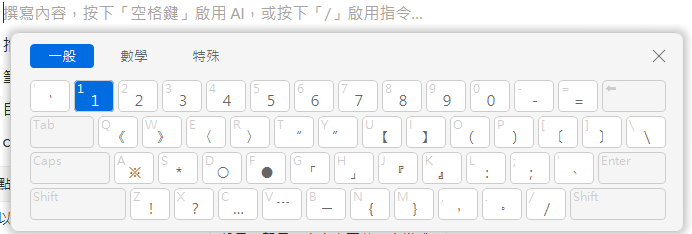 撰寫內容，按下「空格鍵」啟用 AI，或按下「/」啟用指令...
一般 數學 特殊
` 、 1 1 2 2 3 3 4 4 5 5 6 6 7 7 8 8 9 9 0 0 - - = =
Tab Q 《 W 》 E 〈 R 〉 T “ Y ” U 【 I 】 O （ P ） [ 〔 ] 〕 \ \
Caps A ※ S * D ○ F ● G 「 H 」 J 『 K 』 L ： ; ； ' 、 Enter
Shift Z ！ X ？ C … V --- B — N { M } , ， . 。 / / Shift